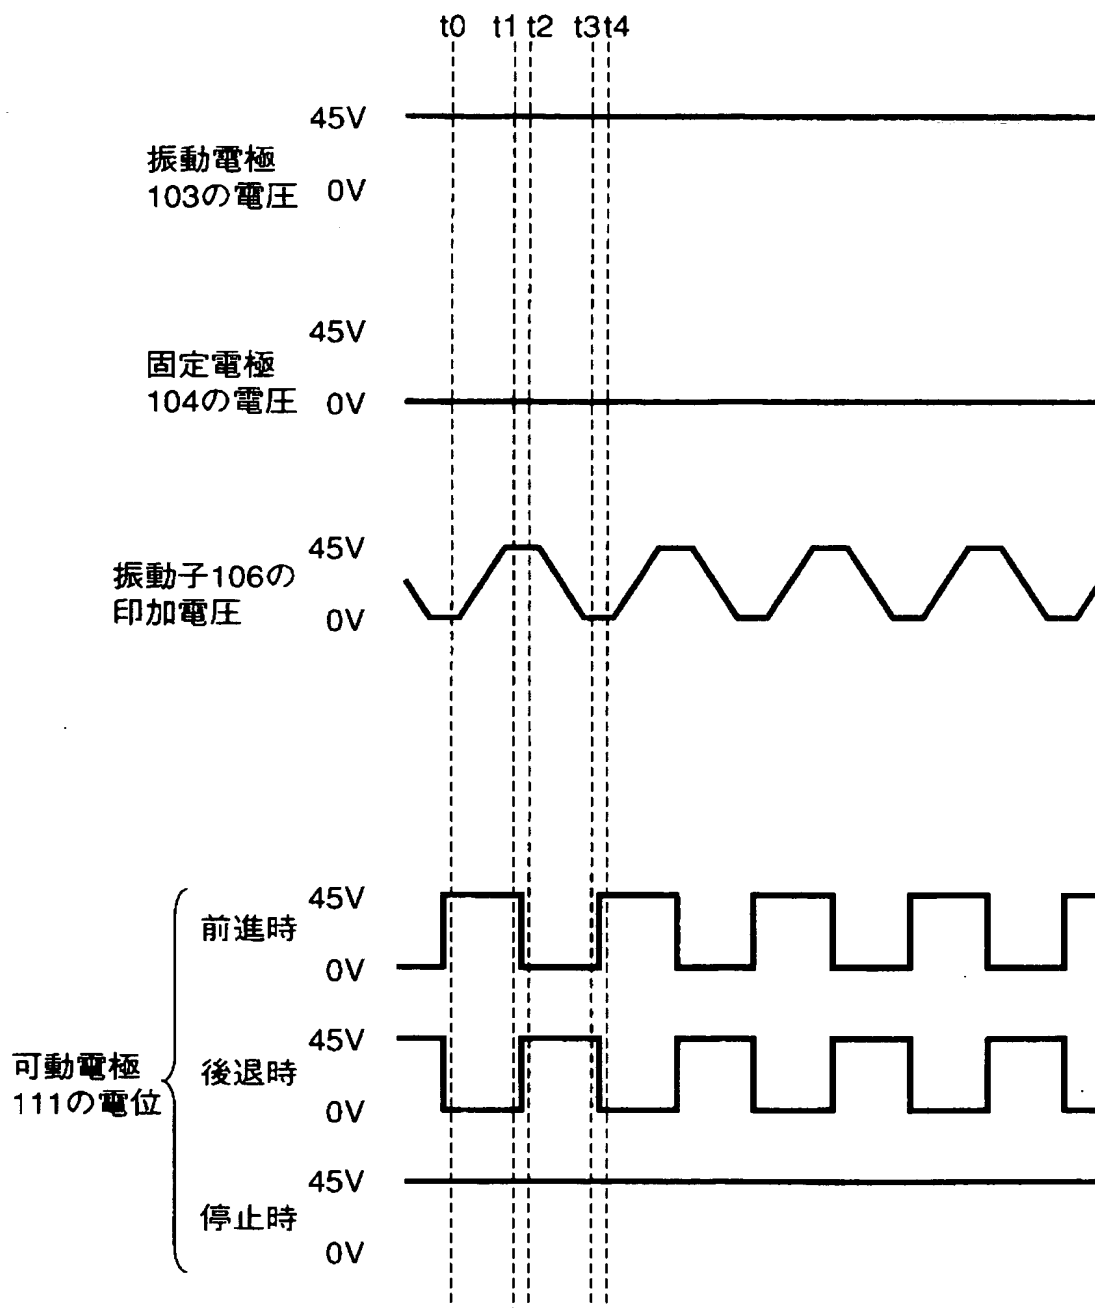 t0 t1 t2 t3 t4
45V
振動電極
103の電圧 0V
45V
固定電極
104の電圧 0V
45V
振動子106の
印加電圧 0V
45V
前進時
0V
45V
可動電極
111の電位
後退時
0V
45V
停止時
0V